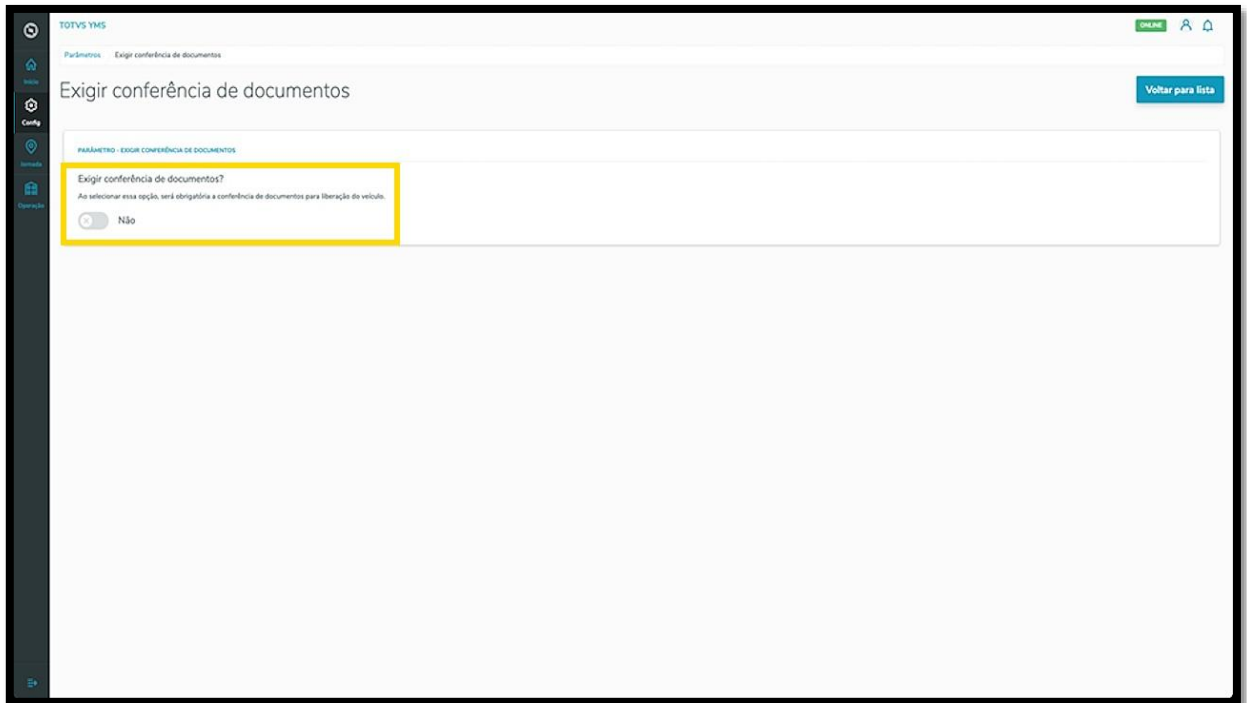 TOTVS YMS
ONLINE
Parâmetros Exigir conferência de documentos
Início
Exigir conferência de documentos
Voltar para lista
Config
PARÂMETRO - EXIGIR CONFERÊNCIA DE DOCUMENTOS
Jornada
Exigir conferência de documentos?
Ao selecionar essa opção, será obrigatória a conferência de documentos para liberação do veículo.
Operação
Não